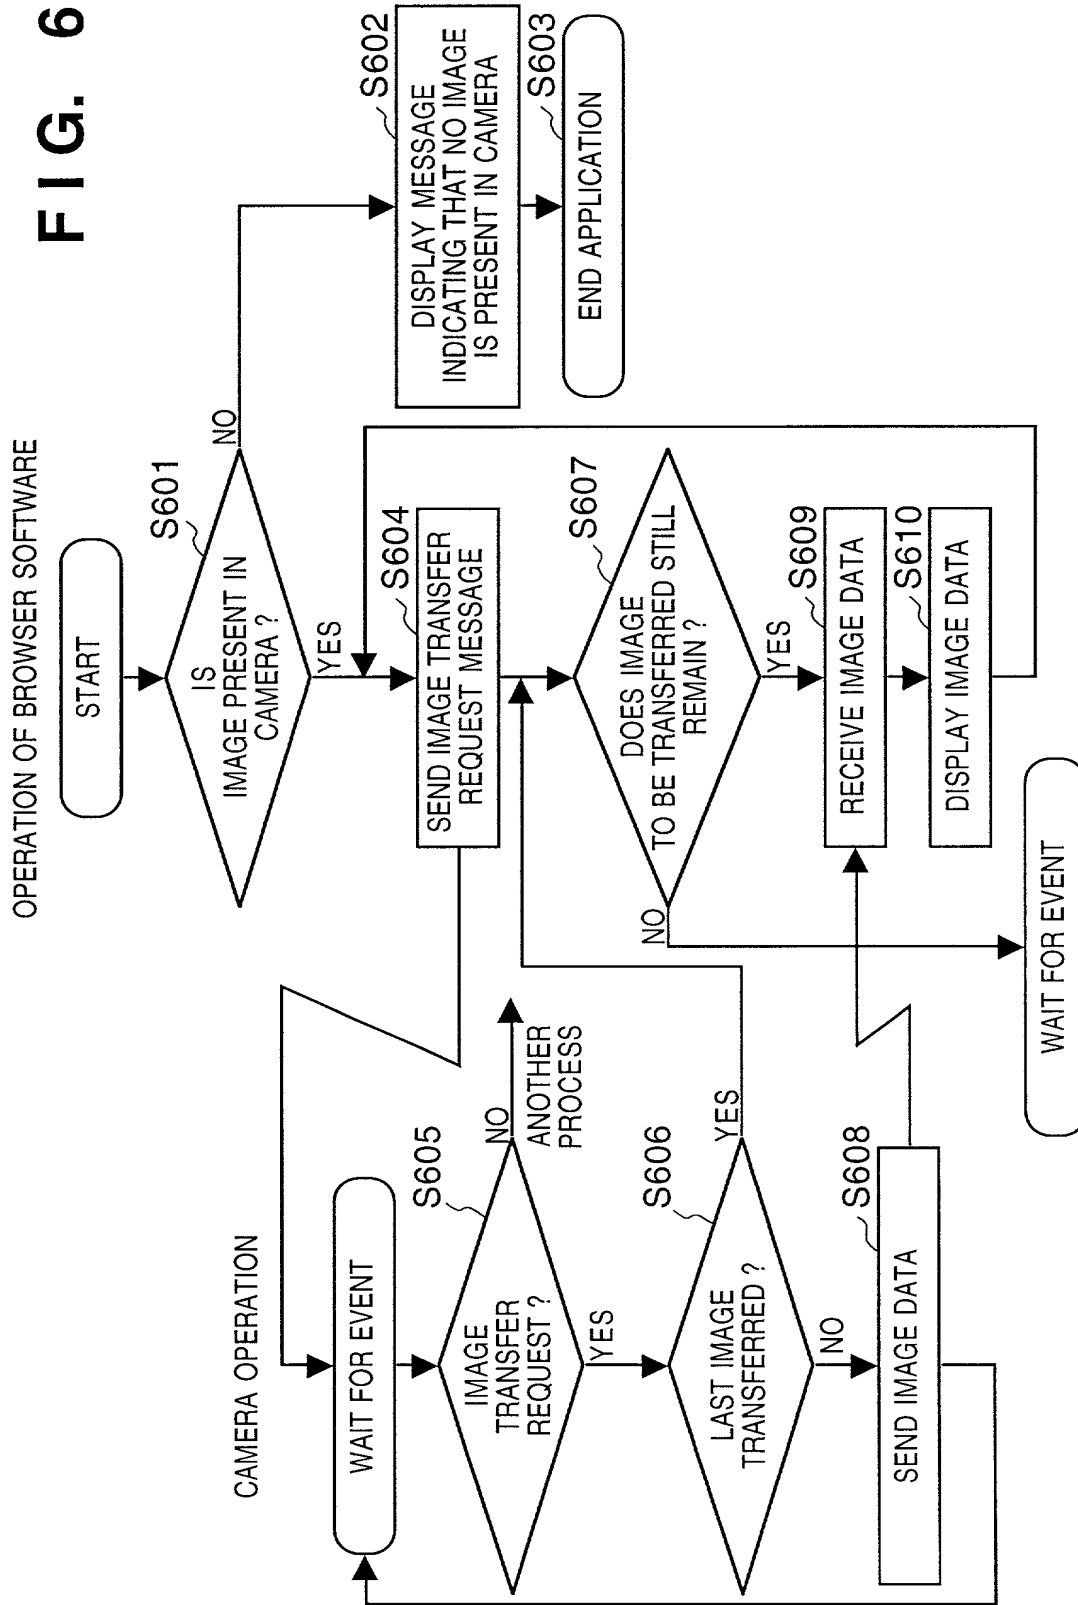 FIG. 6
OPERATION OF BROWSER SOFTWARE
START
S601
IS
IMAGE PRESENT IN
CAMERA ?
NO
YES
S602
DISPLAY MESSAGE
INDICATING THAT NO IMAGE
IS PRESENT IN CAMERA
S603
END APPLICATION
S604
SEND IMAGE TRANSFER
REQUEST MESSAGE
S607
DOES IMAGE
TO BE TRANSFERRED STILL
REMAIN ?
NO
YES
S609
RECEIVE IMAGE DATA
S610
DISPLAY IMAGE DATA
WAIT FOR EVENT
CAMERA OPERATION
WAIT FOR EVENT
S605
IMAGE
TRANSFER
REQUEST ?
NO
ANOTHER
PROCESS
YES
S606
LAST IMAGE
TRANSFERRED ?
YES
NO
S608
SEND IMAGE DATA